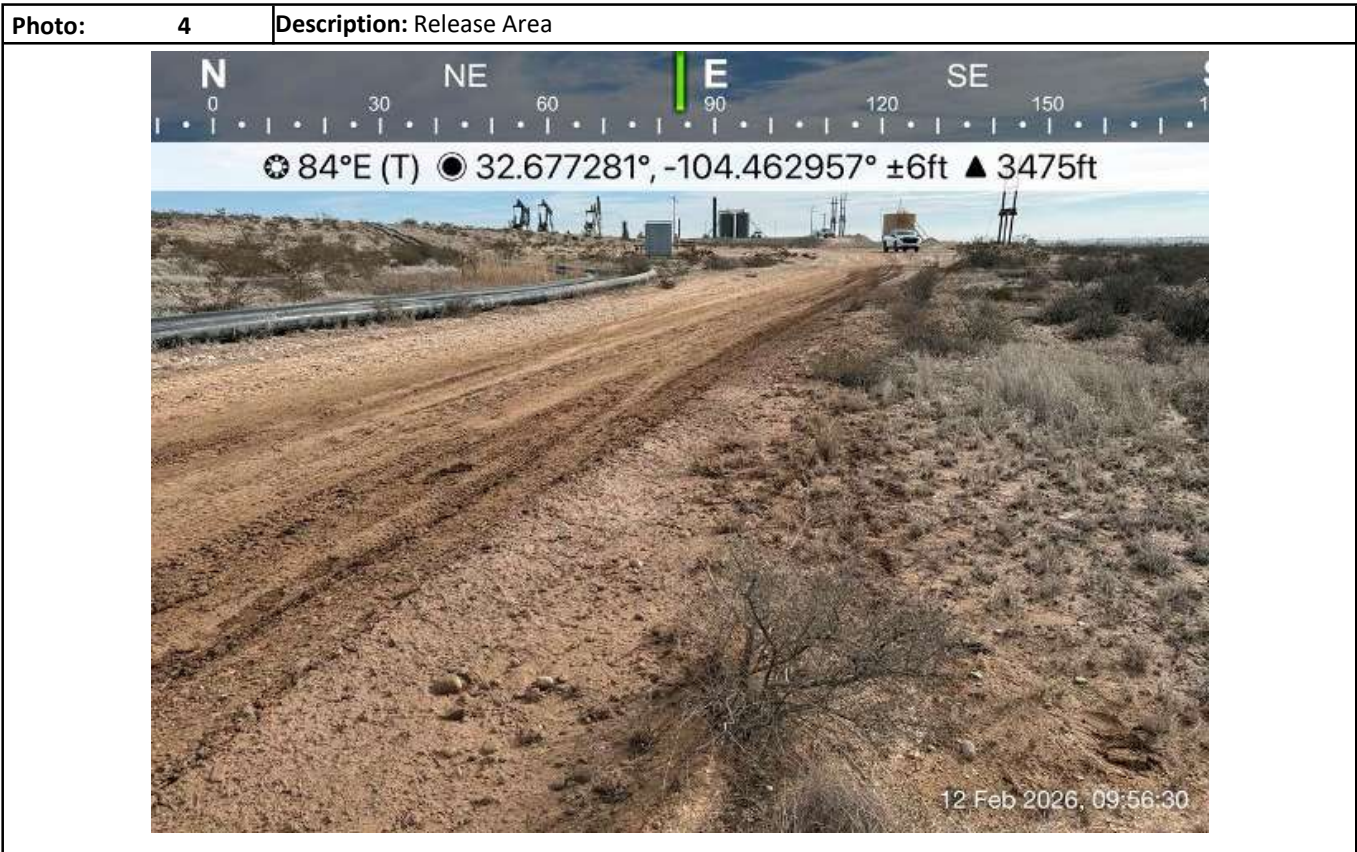 Photo: 4 Description: Release Area
N NE E SE
0 30 60 90 120 150
84°E (T) 32.677281°, -104.462957° ±6ft ▲ 3475ft
12 Feb 2026, 09:56:30